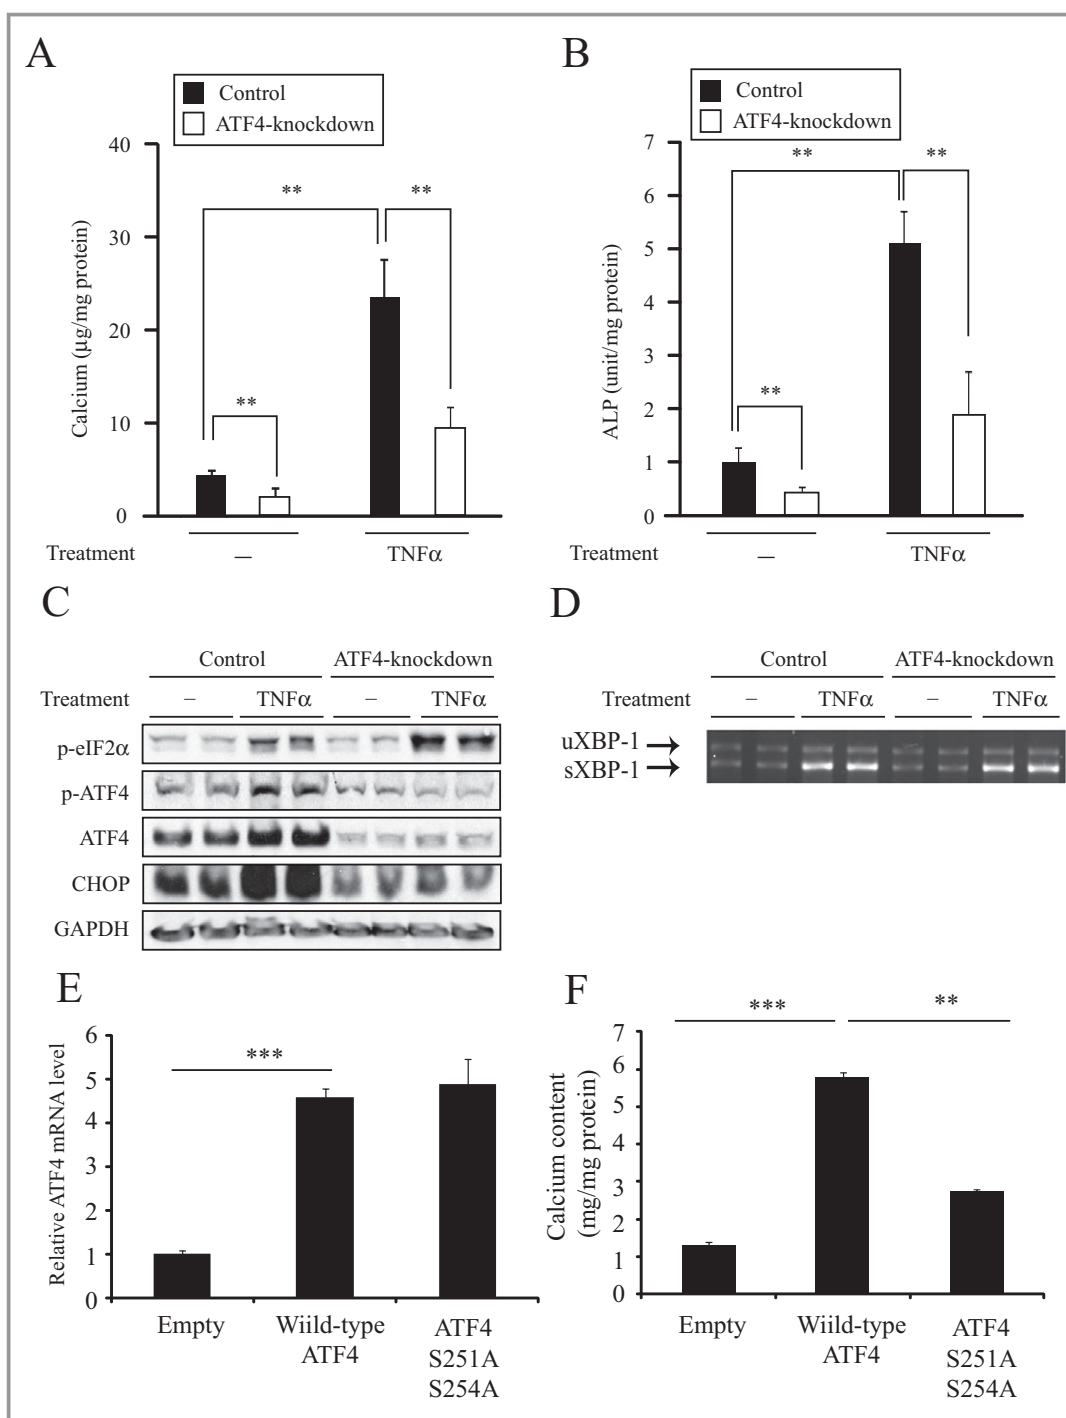 A
Control
ATF4-knockdown
40
30
20
10
0
Calcium (µg/mg protein)
**
**
**
Treatment
–
TNFα
B
Control
ATF4-knockdown
7
6
5
4
3
2
1
0
ALP (unit/mg protein)
**
**
**
Treatment
–
TNFα
C
Control ATF4-knockdown
Treatment – TNFα – TNFα
p-eIF2α
p-ATF4
ATF4
CHOP
GAPDH
D
Control ATF4-knockdown
Treatment – TNFα – TNFα
uXBP-1
sXBP-1
E
6
5
4
3
2
1
0
Relative ATF4 mRNA level
***
Empty Wiild-type ATF4
ATF4 S251A
S254A
F
7
6
5
4
3
2
1
0
Calcium content
(mg/mg protein)
*** **
Empty Wiild-type ATF4
ATF4 S251A
S254A